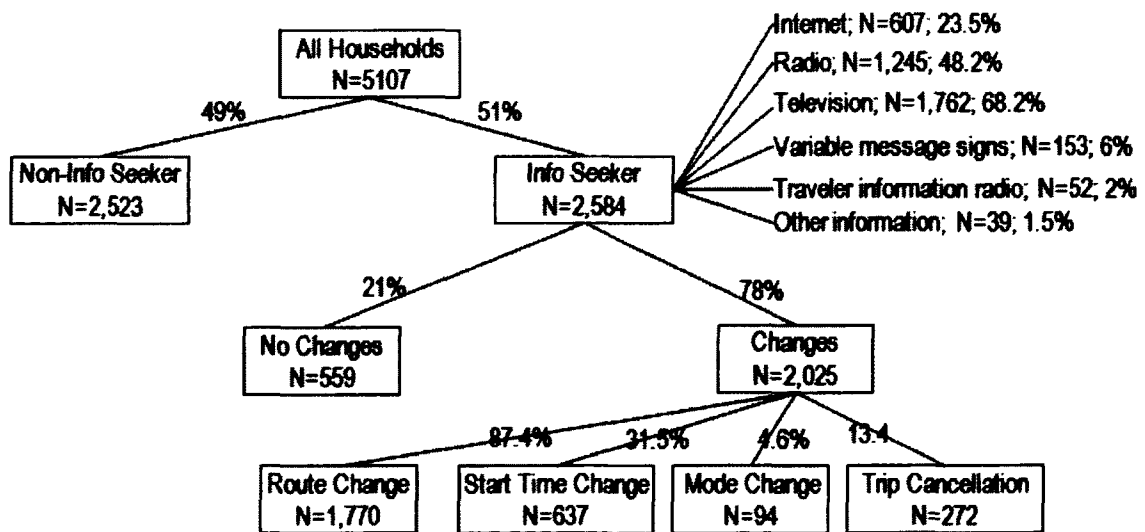 All Households
N=5107
Internet; N=607; 23.5%
Radio; N=1,245; 48.2%
Television; N=1,762; 68.2%
Variable message signs; N=153; 6%
Traveler information radio; N=52; 2%
Other information; N=39; 1.5%
49%
51%
Non-Info Seeker
N=2,523
Info Seeker
N=2,584
21%
78%
No Changes
N=559
Changes
N=2,025
87.4%
31.5%
4.6%
13.4
Route Change
N=1,770
Start Time Change
N=637
Mode Change
N=94
Trip Cancellation
N=272